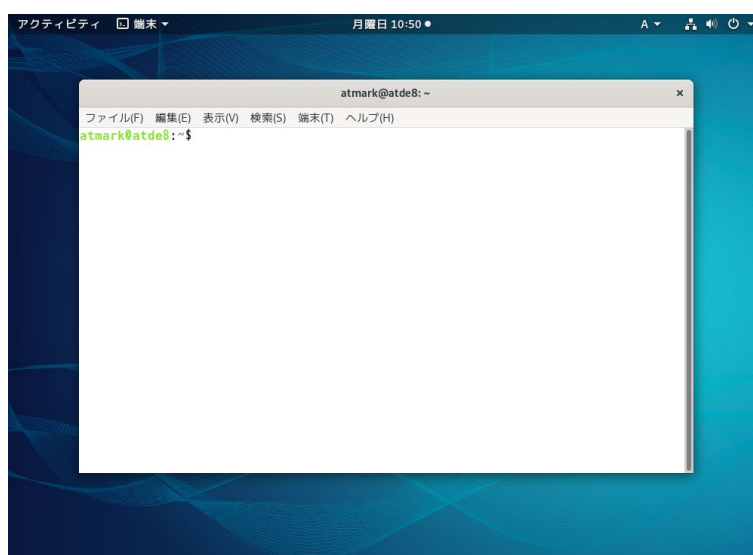 アクティビティ 端末 月曜日 10:50 A
atmark@atde8: ~ ×
ファイル(F) 編集(E) 表示(V) 検索(S) 端末(T) ヘルプ(H)
atmark@atde8:~$